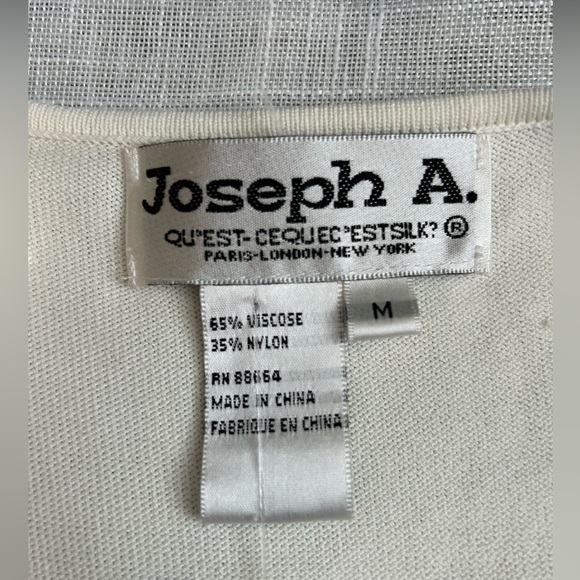 Joseph A.
QU'EST-CEQUEC'ESTSILK? ®
PARIS-LONDON-NEW YORK
M
65% VISCOSE
35% NYLON
RN 88664
MADE IN CHINA
FABRIQUE EN CHINA